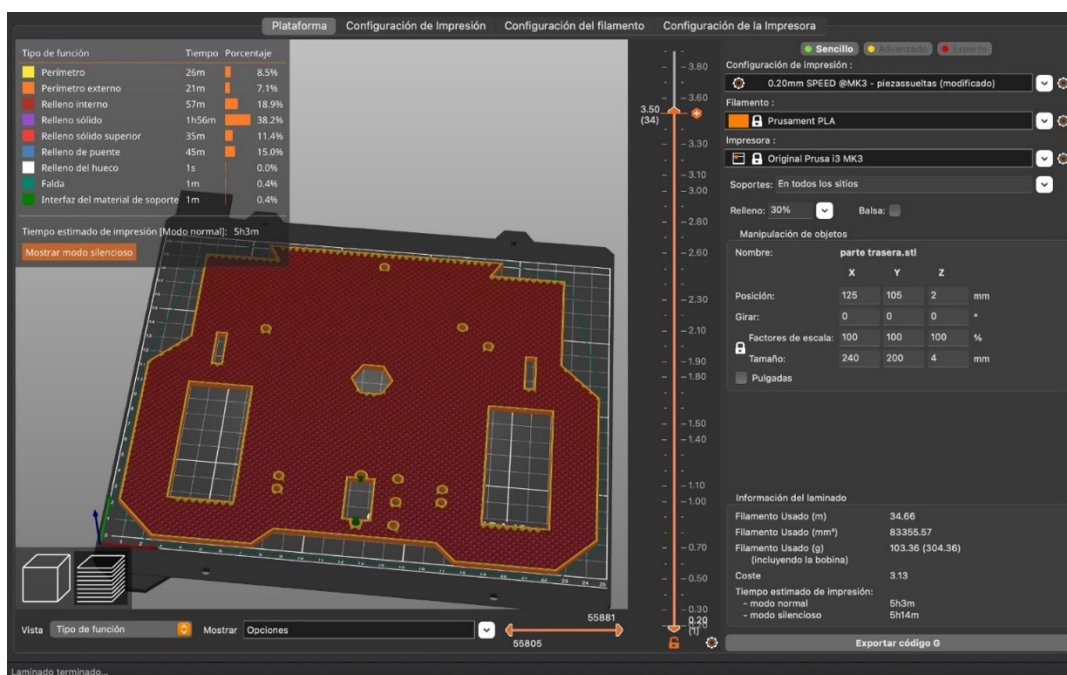 Plataforma Configuración de Impresión Configuración del filamento Configuración de la Impresora
Tipo de función Tiempo Porcentaje
Perímetro 26m 8.5%
Perímetro externo 21m 7.1%
Relleno interno 57m 18.9%
Relleno sólido 1h56m 38.2%
Relleno sólido superior 35m 11.4%
Relleno de puente 45m 15.0%
Relleno del hueco 1s 0.0%
Falda 1m 0.4%
Interfaz del material de soporte 1m 0.4%
Tiempo estimado de impresión [Modo normal]: 5h3m
Mostrar modo silencioso
Vista Tipo de función Mostrar Opciones
55881
55805
Laminado terminado...
3.80
3.60
3.50
(34)
3.30
3.10
3.00
2.80
2.60
2.30
2.10
1.90
1.80
1.50
1.40
1.10
1.00
0.70
0.50
0.30
0.20
(1)
Sencillo Avanzado Experto
Configuración de impresión :
0.20mm SPEED @MK3 - piezassueltas (modificado)
Filamento :
Prusament PLA
Impresora :
Original Prusa i3 MK3
Soportes: En todos los sitios
Relleno: 30% Balsa:
Manipulación de objetos
Nombre: parte trasera.stl
X Y Z
Posición: 125 105 2 mm
Girar: 0 0 0 °
Factores de escala: 100 100 100 %
Tamaño: 240 200 4 mm
Pulgadas
Información del laminado
Filamento Usado (m) 34.66
Filamento Usado (mm³) 83355.57
Filamento Usado (g) 103.36 (304.36)
(incluyendo la bobina)
Coste 3.13
Tiempo estimado de impresión:
- modo normal 5h3m
- modo silencioso 5h14m
Exportar código G